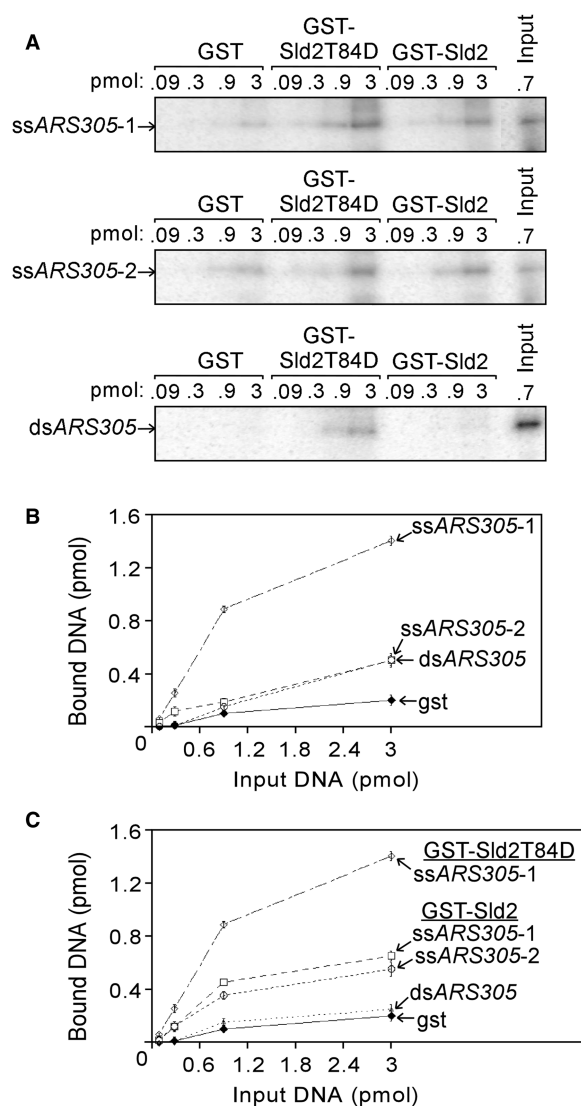 A
GST
GST-
Sld2T84D
GST-Sld2
Input
pmol: .09 .3 .9 3 .09 .3 .9 3 .09 .3 .9 3 .7
ssARS305-1
GST
GST-
Sld2T84D
GST-Sld2
Input
pmol: .09 .3 .9 3 .09 .3 .9 3 .09 .3 .9 3 .7
ssARS305-2
GST
GST-
Sld2T84D
GST-Sld2
Input
pmol: .09 .3 .9 3 .09 .3 .9 3 .09 .3 .9 3 .7
dsARS305
B
1.6
1.2
0.8
0.4
0
Bound DNA (pmol)
ssARS305-1
ssARS305-2
dsARS305
gst
0.6 1.2 1.8 2.4 3
Input DNA (pmol)
C
1.6
1.2
0.8
0.4
0
Bound DNA (pmol)
GST-Sld2T84D
ssARS305-1
GST-Sld2
ssARS305-1
ssARS305-2
dsARS305
gst
0.6 1.2 1.8 2.4 3
Input DNA (pmol)